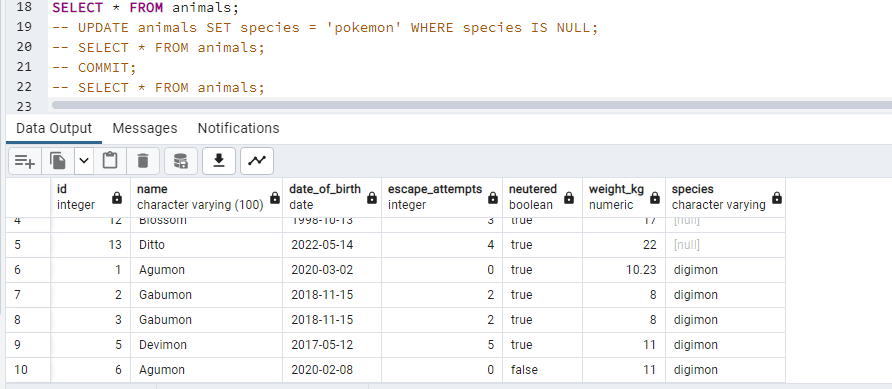 18 SELECT * FROM animals;
19 -- UPDATE animals SET species = 'pokemon' WHERE species IS NULL;
20 -- SELECT * FROM animals;
21 -- COMMIT;
22 -- SELECT * FROM animals;
23
Data Output Messages Notifications
id name date_of_birth escape_attempts neutered weight_kg species
integer character varying (100) date integer boolean numeric character varying
4 12 Blossom 1998-10-13 3 true 17 [null]
5 13 Ditto 2022-05-14 4 true 22 [null]
6 1 Agumon 2020-03-02 0 true 10.23 digimon
7 2 Gabumon 2018-11-15 2 true 8 digimon
8 3 Gabumon 2018-11-15 2 true 8 digimon
9 5 Devimon 2017-05-12 5 true 11 digimon
10 6 Agumon 2020-02-08 0 false 11 digimon